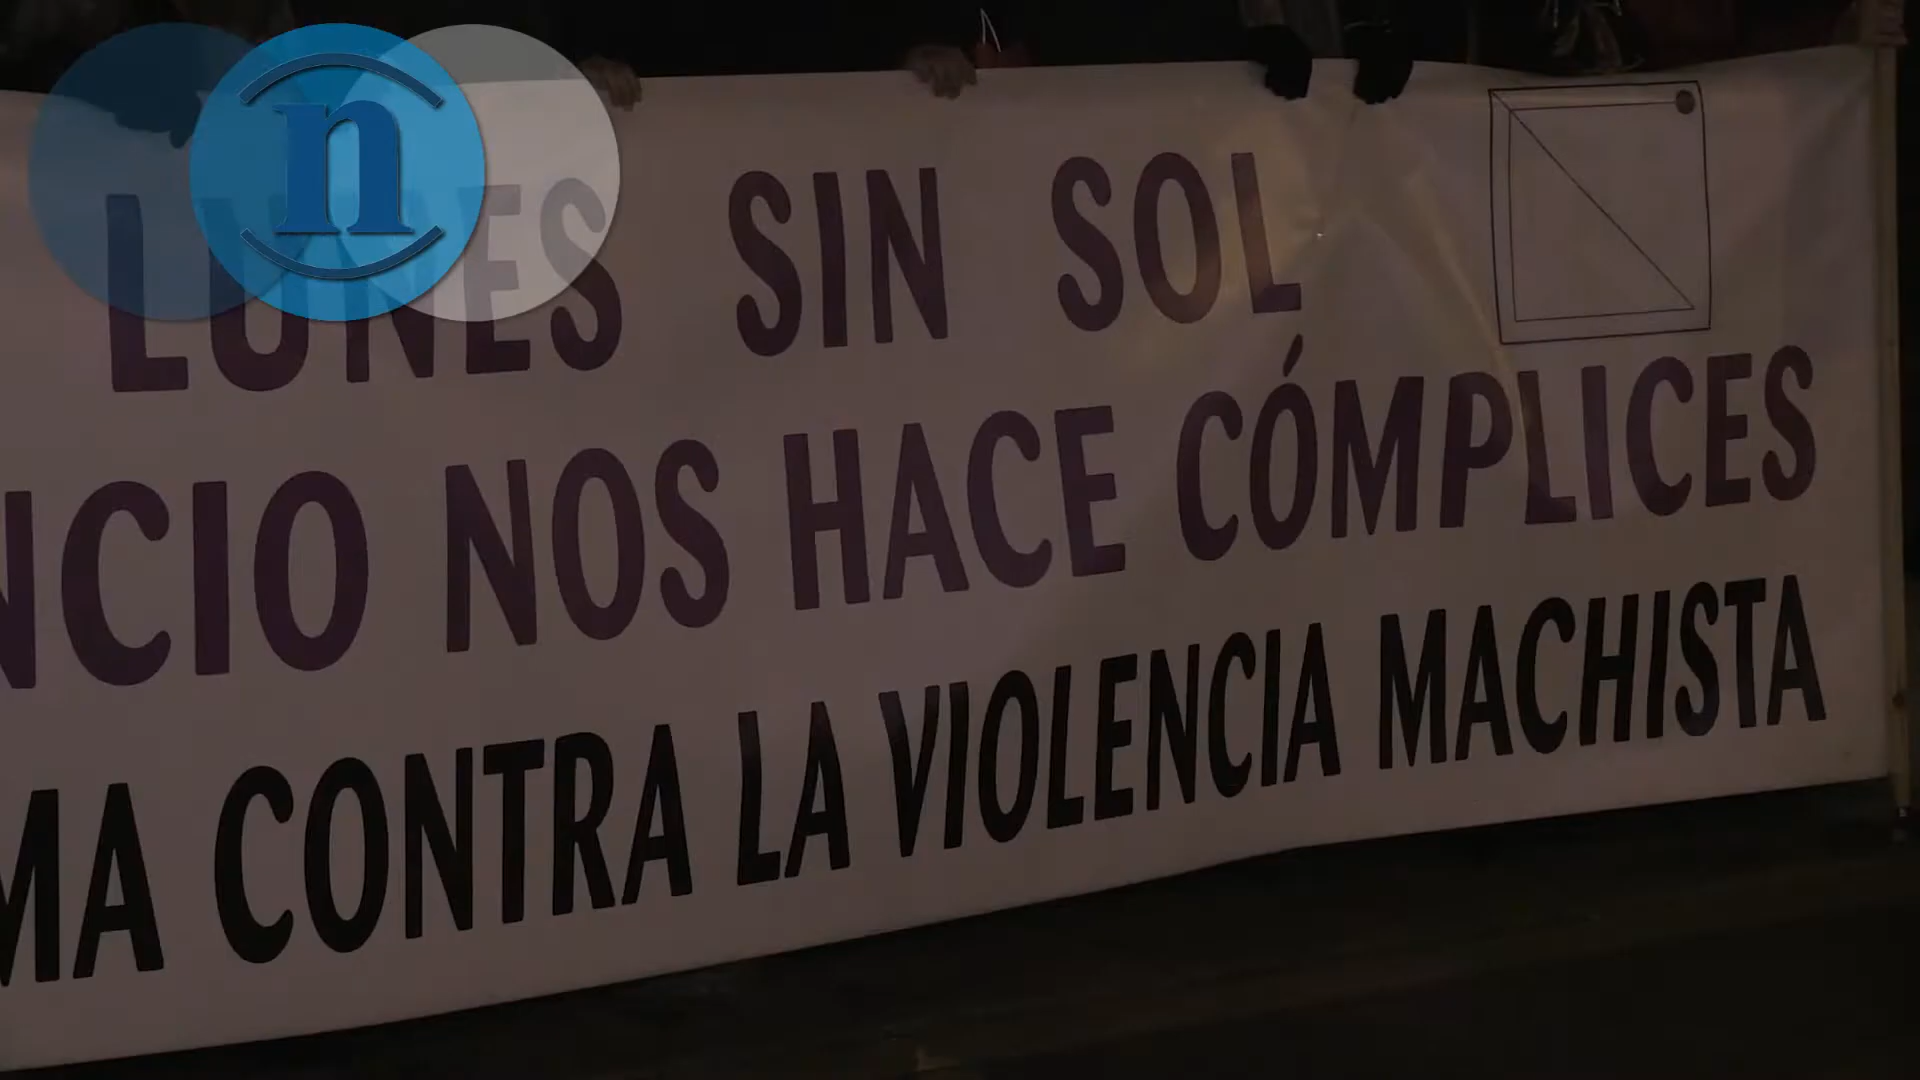 n
LUNES SIN SOL
NCIO NOS HACE CÓMPLICES
MA CONTRA LA VIOLENCIA MACHISTA